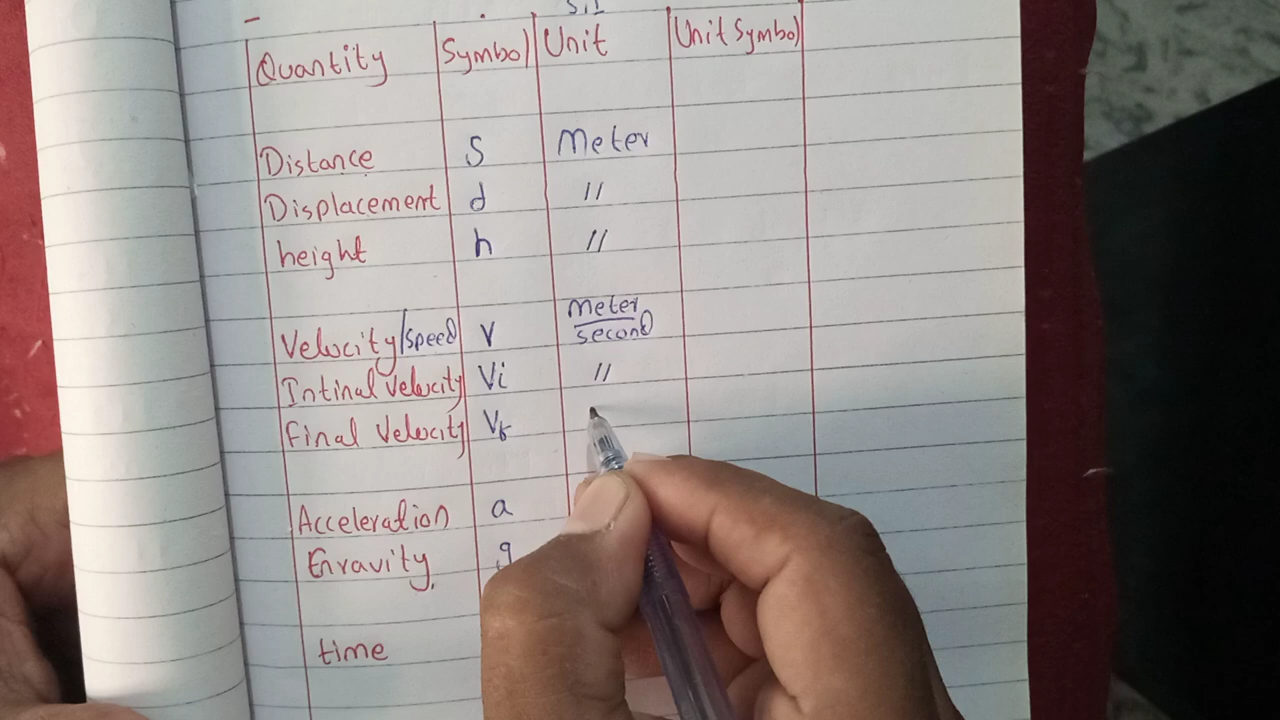 S.I
Quantity Symbol Unit Unit Symbol
Distance S Meter
Displacement d //
height h //
Velocity/speed V Meter/second
Intinal Velocity Vi //
Final Velocity Vf
Acceleration a
Gravity g
time